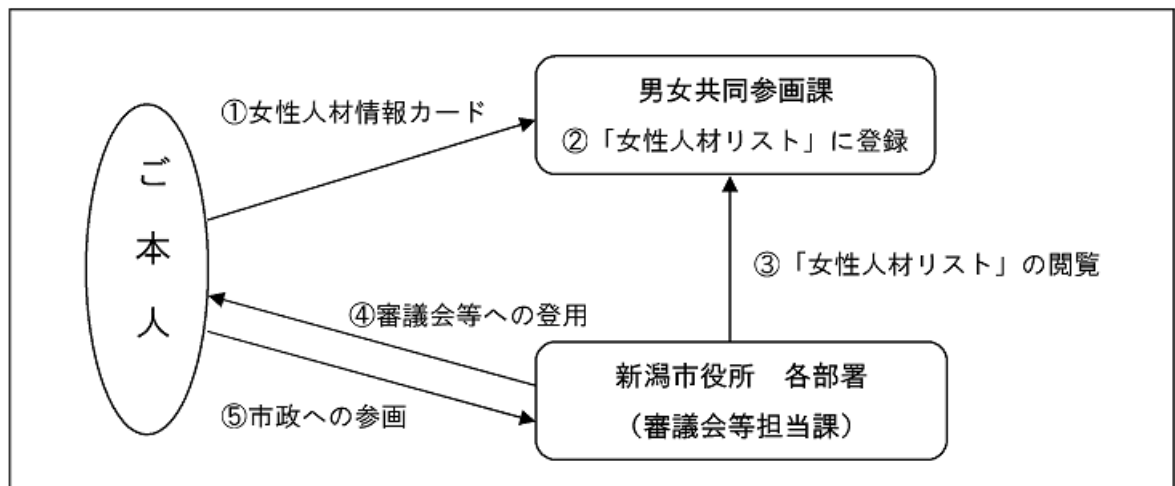 ①女性人材情報カード
男女共同参画課
②「女性人材リスト」に登録
ご本人
③「女性人材リスト」の閲覧
④審議会等への登用
新潟市役所　各部署
（審議会等担当課）
⑤市政への参画